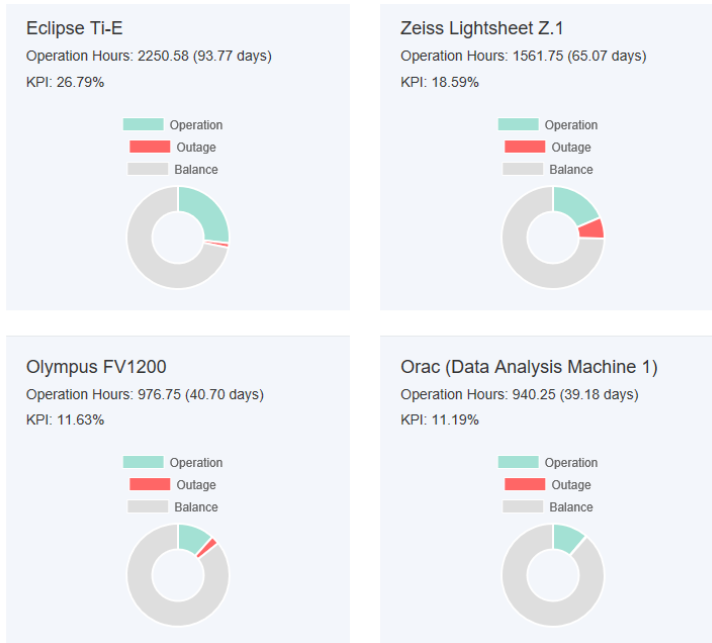 Eclipse Ti-E
Operation Hours: 2250.58 (93.77 days)
KPI: 26.79%
Operation
Outage
Balance
Zeiss Lightsheet Z.1
Operation Hours: 1561.75 (65.07 days)
KPI: 18.59%
Operation
Outage
Balance
Olympus FV1200
Operation Hours: 976.75 (40.70 days)
KPI: 11.63%
Operation
Outage
Balance
Orac (Data Analysis Machine 1)
Operation Hours: 940.25 (39.18 days)
KPI: 11.19%
Operation
Outage
Balance